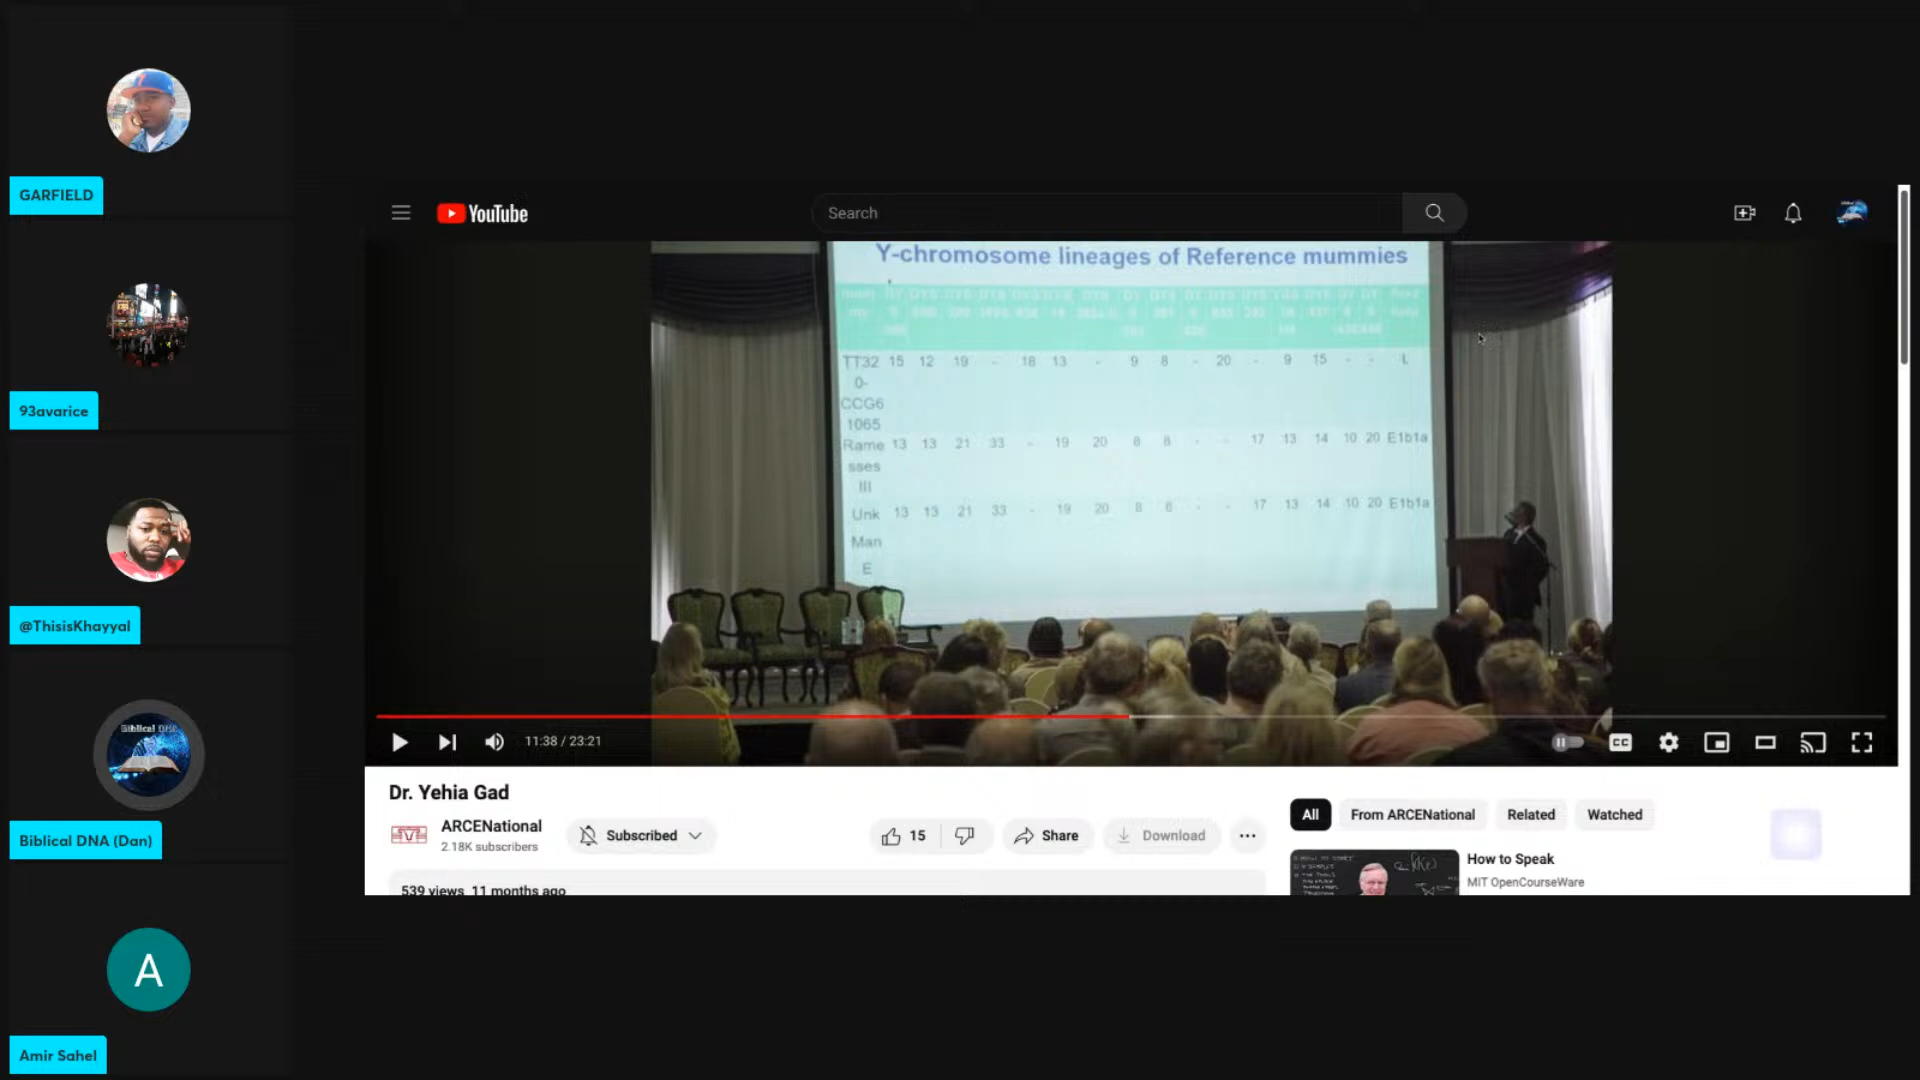 GARFIELD
93avarice
@ThisisKhayyal
Biblical DNA
Biblical DNA (Dan)
A
Amir Sahel
YouTube
Search
Y-chromosome lineages of Reference mummies
TT32 15 12 19 - 18 13 - 9 8 - 20 - 9 15 - - L
0-
CCG6
1065
Rame 13 13 21 33 - 19 20 8 8 - - 17 13 14 10 20 E1b1a
sses
III
Unk 13 13 21 33 - 19 20 8 - - 17 13 14 10 20 E1b1a
Man
E
11:38 / 23:21
CC
Dr. Yehia Gad
ARCENational
2.18K subscribers
Subscribed
15
Share
Download
539 views 11 months ago
All
From ARCENational
Related
Watched
How to Speak
MIT OpenCourseWare